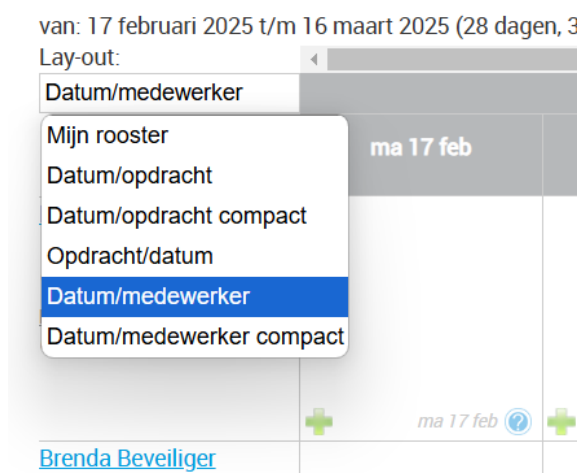 van: 17 februari 2025 t/m 16 maart 2025 (28 dagen, 3
Lay-out:
Datum/medewerker
Mijn rooster
ma 17 feb
Datum/opdracht
Datum/opdracht compact
Opdracht/datum
Datum/medewerker
Datum/medewerker compact
ma 17 feb ?
Brenda Beveiliger